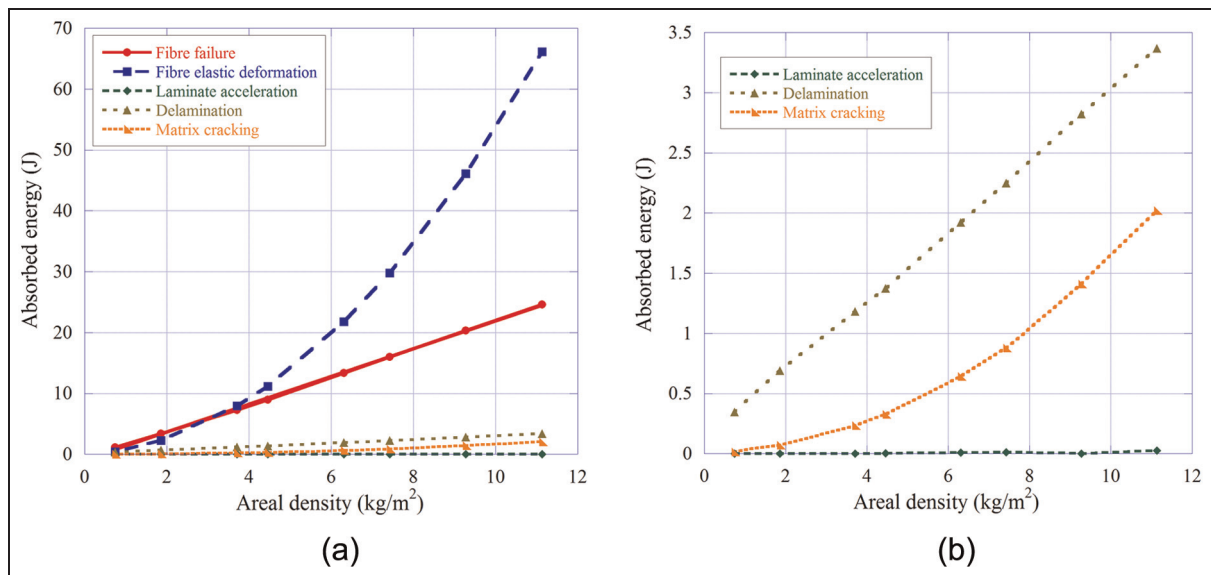 70
60
50
40
30
20
10
0
Absorbed energy (J)
Fibre failure
Fibre elastic deformation
Laminate acceleration
Delamination
Matrix cracking
0 2 4 6 8 10 12
Areal density (kg/m²)
(a)
3.5
3
2.5
2
1.5
1
0.5
0
Absorbed energy (J)
Laminate acceleration
Delamination
Matrix cracking
0 2 4 6 8 10 12
Areal density (kg/m²)
(b)